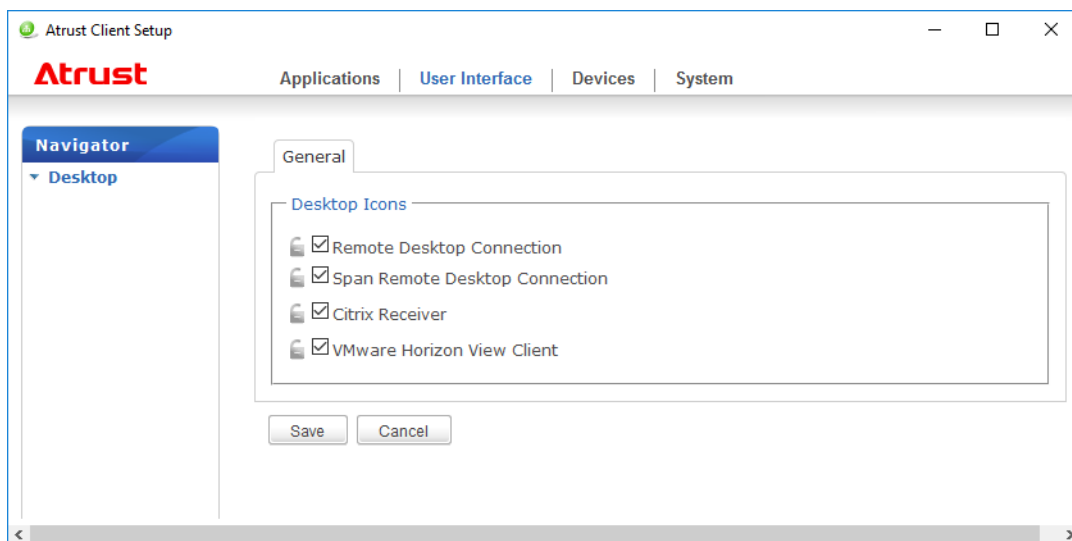 Atrust Client Setup
Atrust
Applications User Interface Devices System
Navigator
Desktop
General
Desktop Icons
Remote Desktop Connection
Span Remote Desktop Connection
Citrix Receiver
VMware Horizon View Client
Save Cancel